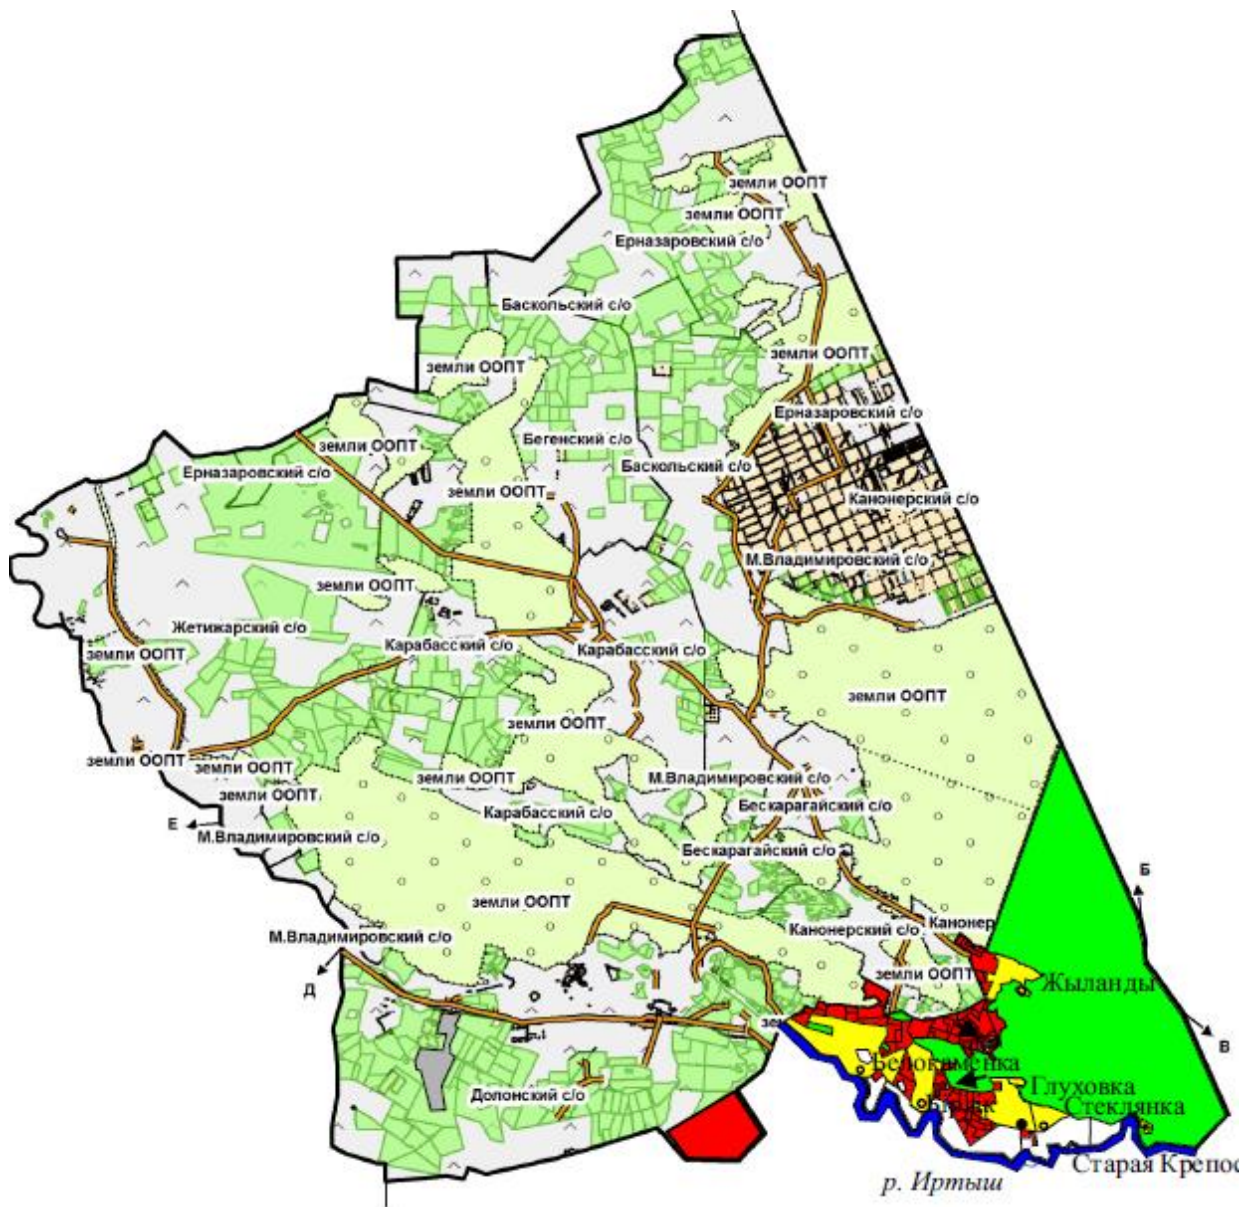 земли ООПТ
земли ООПТ
Ерназаровский с/о
Баскольский с/о
земли ООПТ
земли ООПТ
Ерназаровский с/о
Бегенский с/о
земли ООПТ
Баскольский с/о
Ерназаровский с/о
земли ООПТ
Канонерский с/о
М.Владимировский с/о
земли ООПТ
Жетижарский с/о
Карабасский с/о
Карабасский с/о
земли ООПТ
земли ООПТ
земли ООПТ
земли ООПТ
земли ООПТ
земли ООПТ
М.Владимировский с/о
земли ООПТ
Бескарагайский с/о
Карабасский с/о
Е
М.Владимировский с/о
Бескарагайский с/о
Б
земли ООПТ
Канонер
Канонерский с/о
М.Владимировский с/о
земли ООПТ
Жыланды
Д
В
Белокаменка
Глуховка
Долонский с/о
Стеклянка
Старая Крепос
р. Иртыш